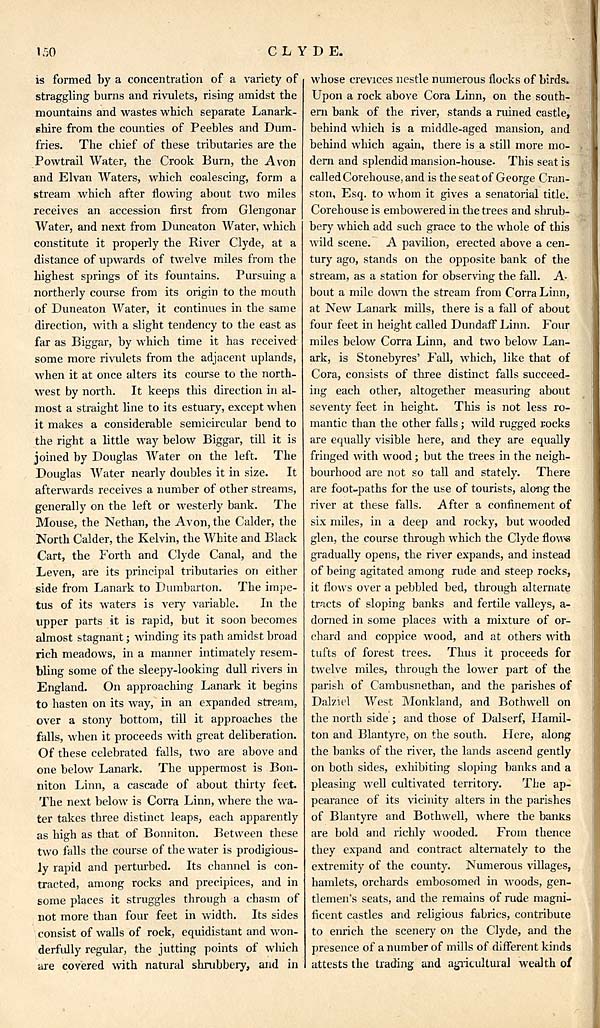 150
CLYDE.
is formed by a concentration of a variety of
straggling burns and rivulets, rising amidst the
mountains and wastes which separate Lanark-
shire from the counties of Peebles and Dum-
fries. The chief of these tributaries are the
Powtrail Water, the Crook Burn, the Avon
and Elvan Waters, which coalescing, form a
stream which after flowing about two miles
receives an accession first from Glengonar
Water, and next from Duncaton Water, which
constitute it properly the River Clyde, at a
distance of upwards of twelve miles from the
highest springs of its fountains. Pursuing a
northerly course from its origin to the mouth
of Duneaton Water, it continues in the same
direction, with a slight tendency to the east as
far as Biggar, by which time it has received
some more rivulets from the adjacent uplands,
when it at once alters its course to the north-
west by north. It keeps this direction in al-
most a straight line to its estuary, except when
it makes a considerable semicircular bend to
the right a little way below Biggar, till it is
joined by Douglas Water on the left. The
Douglas Water nearly doubles it in size. It
afterwards receives a number of other streams,
generally on the left or westerly bank. The
Mouse, the Nethan, the Avon, the Calder, the
North Calder, the Kelvin, the White and Black
Cart, the Forth and Clyde Canal, and the
Leven, are its principal tributaries on either
side from Lanark to Dumbarton. The impe-
tus of its waters is very variable. In the
upper parts it is rapid, but it soon becomes
almost stagnant; winding its path amidst broad
rich meadows, in a manner intimately resem-
bling some of the sleepy-looking dull rivers in
England. On approaching Lanark it begins
to hasten on its way, in an expanded stream,
over a stony bottom, till it approaches the
falls, when it proceeds with great deliberation.
Of these celebrated falls, two are above and
one below Lanark. The uppermost is Bon-
niton Linn, a cascade of about thirty feet.
The next below is Corra Linn, where the wa-
ter takes three distinct leaps, each apparently
as high as that of Bonniton. Between these
two falls the course of the water is prodigious-
ly rapid and perturbed. Its channel is con-
tracted, among rocks and precipices, and in
some places it struggles through a chasm of
not more than four feet in width. Its sides
consist of walls of rock, equidistant and won-
derfully regular, the jutting points of which
are covered with natural shrubbery, and in
whose crevices nestle numerous flocks of birds.
Upon a rock above Cora Linn, on the south-
ern bank of the river, stands a ruined castle,
behind which is a middle-aged mansion, and
behind which again, there is a still more mo-
dern and splendid mansion-house. This seat is
called Corehouse, and is the seat of George Cran-
ston, Esq. to whom it gives a senatorial title.
Corehouse is embowered in the trees and shrub-
bery which add such grace to the whole of this
wild scene. A pavilion, erected above a cen-
tury ago, stands on the opposite bank of the
stream, as a station for observing the fall. A-
bout a mile down the stream from Corra Linn,
at New Lanark mills, there is a fall of about
four feet in height called Dundaff Linn. Four
miles below Corra Linn, and two below Lan-
ark, is Stonebyres' Fall, which, like that of
Cora, consists of three distinct falls succeed-
ing each other, altogether measuring about
seventy feet in height. This is not less ro-
mantic than the other falls; wild rugged rocks
are equally visible here, and they are equally
fringed with wood; but the trees in the neigh-
bourhood are not so tall and stately. There
are foot-paths for the use of tourists, along the
river at these falls. After a confinement of
six miles, in a deep and rocky, but wooded
glen, the course through which the Clyde flows
gradually opens, the river expands, and instead
of being agitated among rude and steep rocks,
it flows over a pebbled bed, through alternate
tracts of sloping banks and fertile valleys, a-
dorned in some places with a mixture of or-
chard and coppice wood, and at others with
tufts of forest trees. Thus it proceeds for
twelve miles, through the lower part of the
parish of Cambusnethan, and the parishes of
Dalziel West Monkland, and Bothwell on
the north side; and those of Dalserf, Hamil-
ton and Blantyre, on the south. Here, along
the banks of the river, the lands ascend gently
on both sides, exhibiting sloping banks and a
pleasing well cultivated territory. The ap-
pearance of its vicinity alters in the parishes
of Blantyre and Bothwell, where the banks
are bold and richly wooded. From thence
they expand and contract alternately to the
extremity of the county. Numerous villages,
hamlets, orchards embosomed in woods, gen-
tlemen's seats, and the remains of rude magni-
ficent castles and religious fabrics, contribute
to enrich the scenery on the Clyde, and the
presence of a number of mills of different kinds
attests the trading and agricultural wealth of